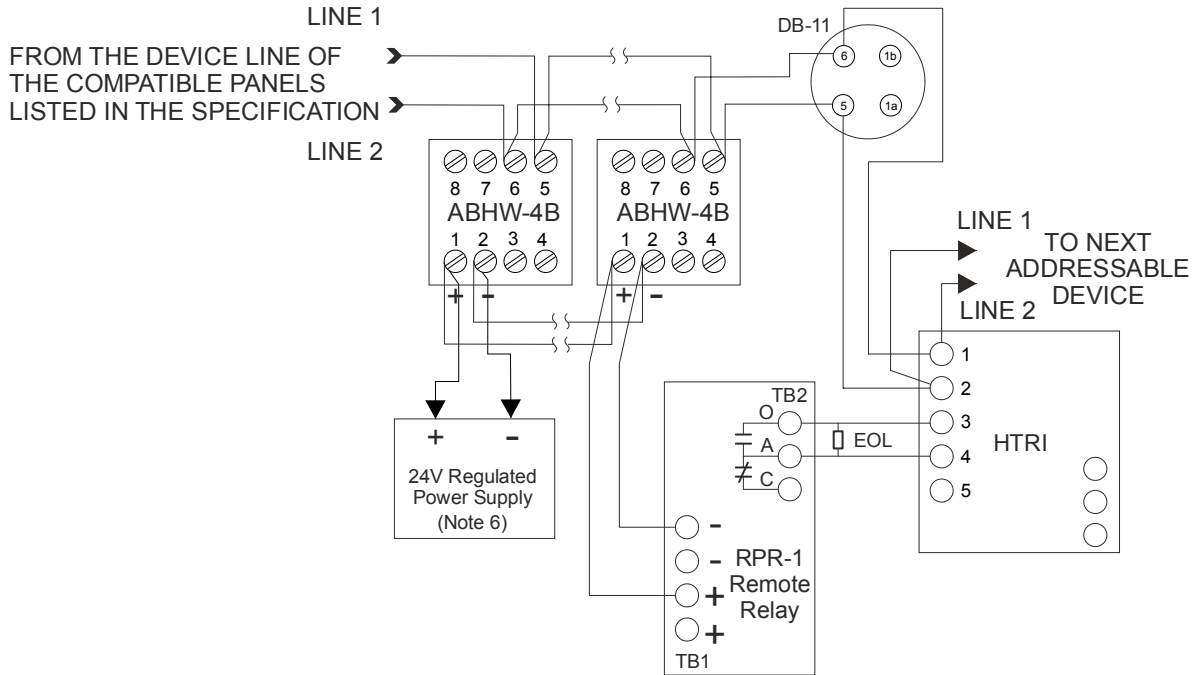 LINE 1
FROM THE DEVICE LINE OF
THE COMPATIBLE PANELS
LISTED IN THE SPECIFICATION
LINE 2
DB-11
6 1b
5 1a
8 7 6 5
ABHW-4B
1 2 3 4
+ -
8 7 6 5
ABHW-4B
1 2 3 4
+ -
LINE 1
TO NEXT
ADDRESSABLE
DEVICE
LINE 2
1
2
3
4
5
HTRI
+ -
24V Regulated
Power Supply
(Note 6)
TB2
O
A
C
EOL
-
-
+
+
RPR-1
Remote
Relay
TB1